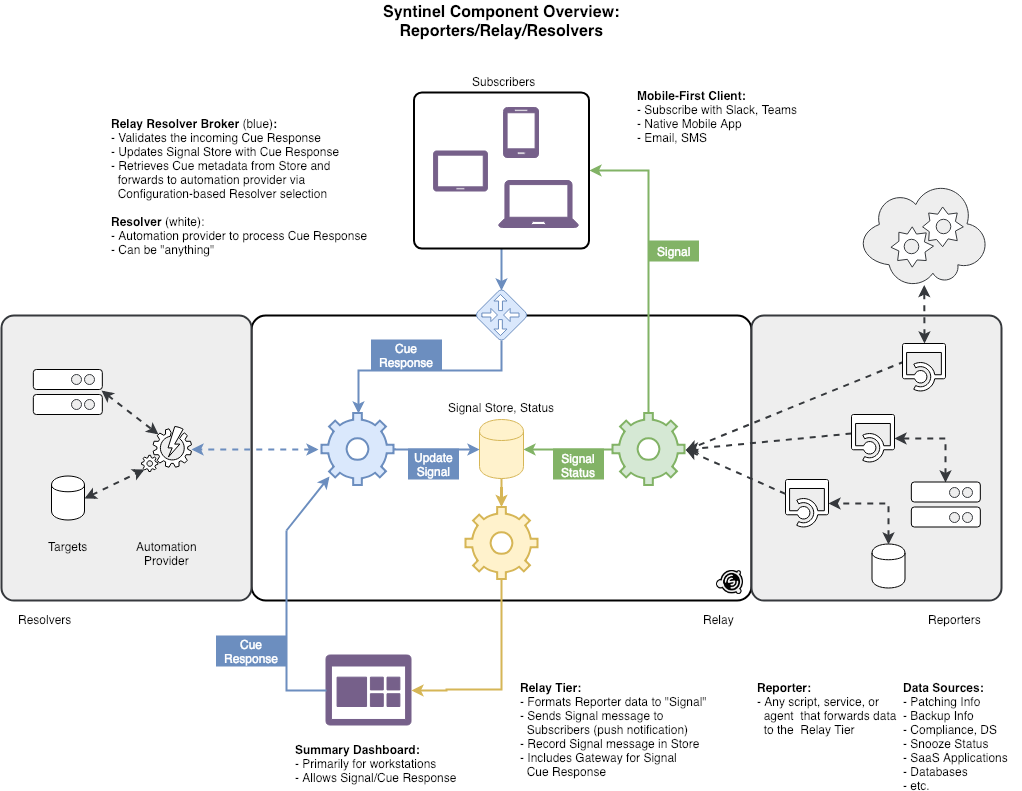 Syntinel Component Overview:
Reporters/Relay/Resolvers
Subscribers
Mobile-First Client:
- Subscribe with Slack, Teams
- Native Mobile App
- Email, SMS
Relay Resolver Broker (blue):
- Validates the incoming Cue Response
- Updates Signal Store with Cue Response
- Retrieves Cue metadata from Store and
forwards to automation provider via
Configuration-based Resolver selection
Resolver (white):
- Automation provider to process Cue Response
- Can be "anything"
Signal
Cue
Response
Signal Store, Status
Update
Signal
Signal
Status
Targets
Automation
Provider
Resolvers
Relay
Reporters
Cue
Response
Summary Dashboard:
- Primarily for workstations
- Allows Signal/Cue Response
Relay Tier:
- Formats Reporter data to "Signal"
- Sends Signal message to
Subscribers (push notification)
- Record Signal message in Store
- Includes Gateway for Signal
Cue Response
Reporter:
- Any script, service, or
agent that forwards data
to the Relay Tier
Data Sources:
- Patching Info
- Backup Info
- Compliance, DS
- Snooze Status
- SaaS Applications
- Databases
- etc.